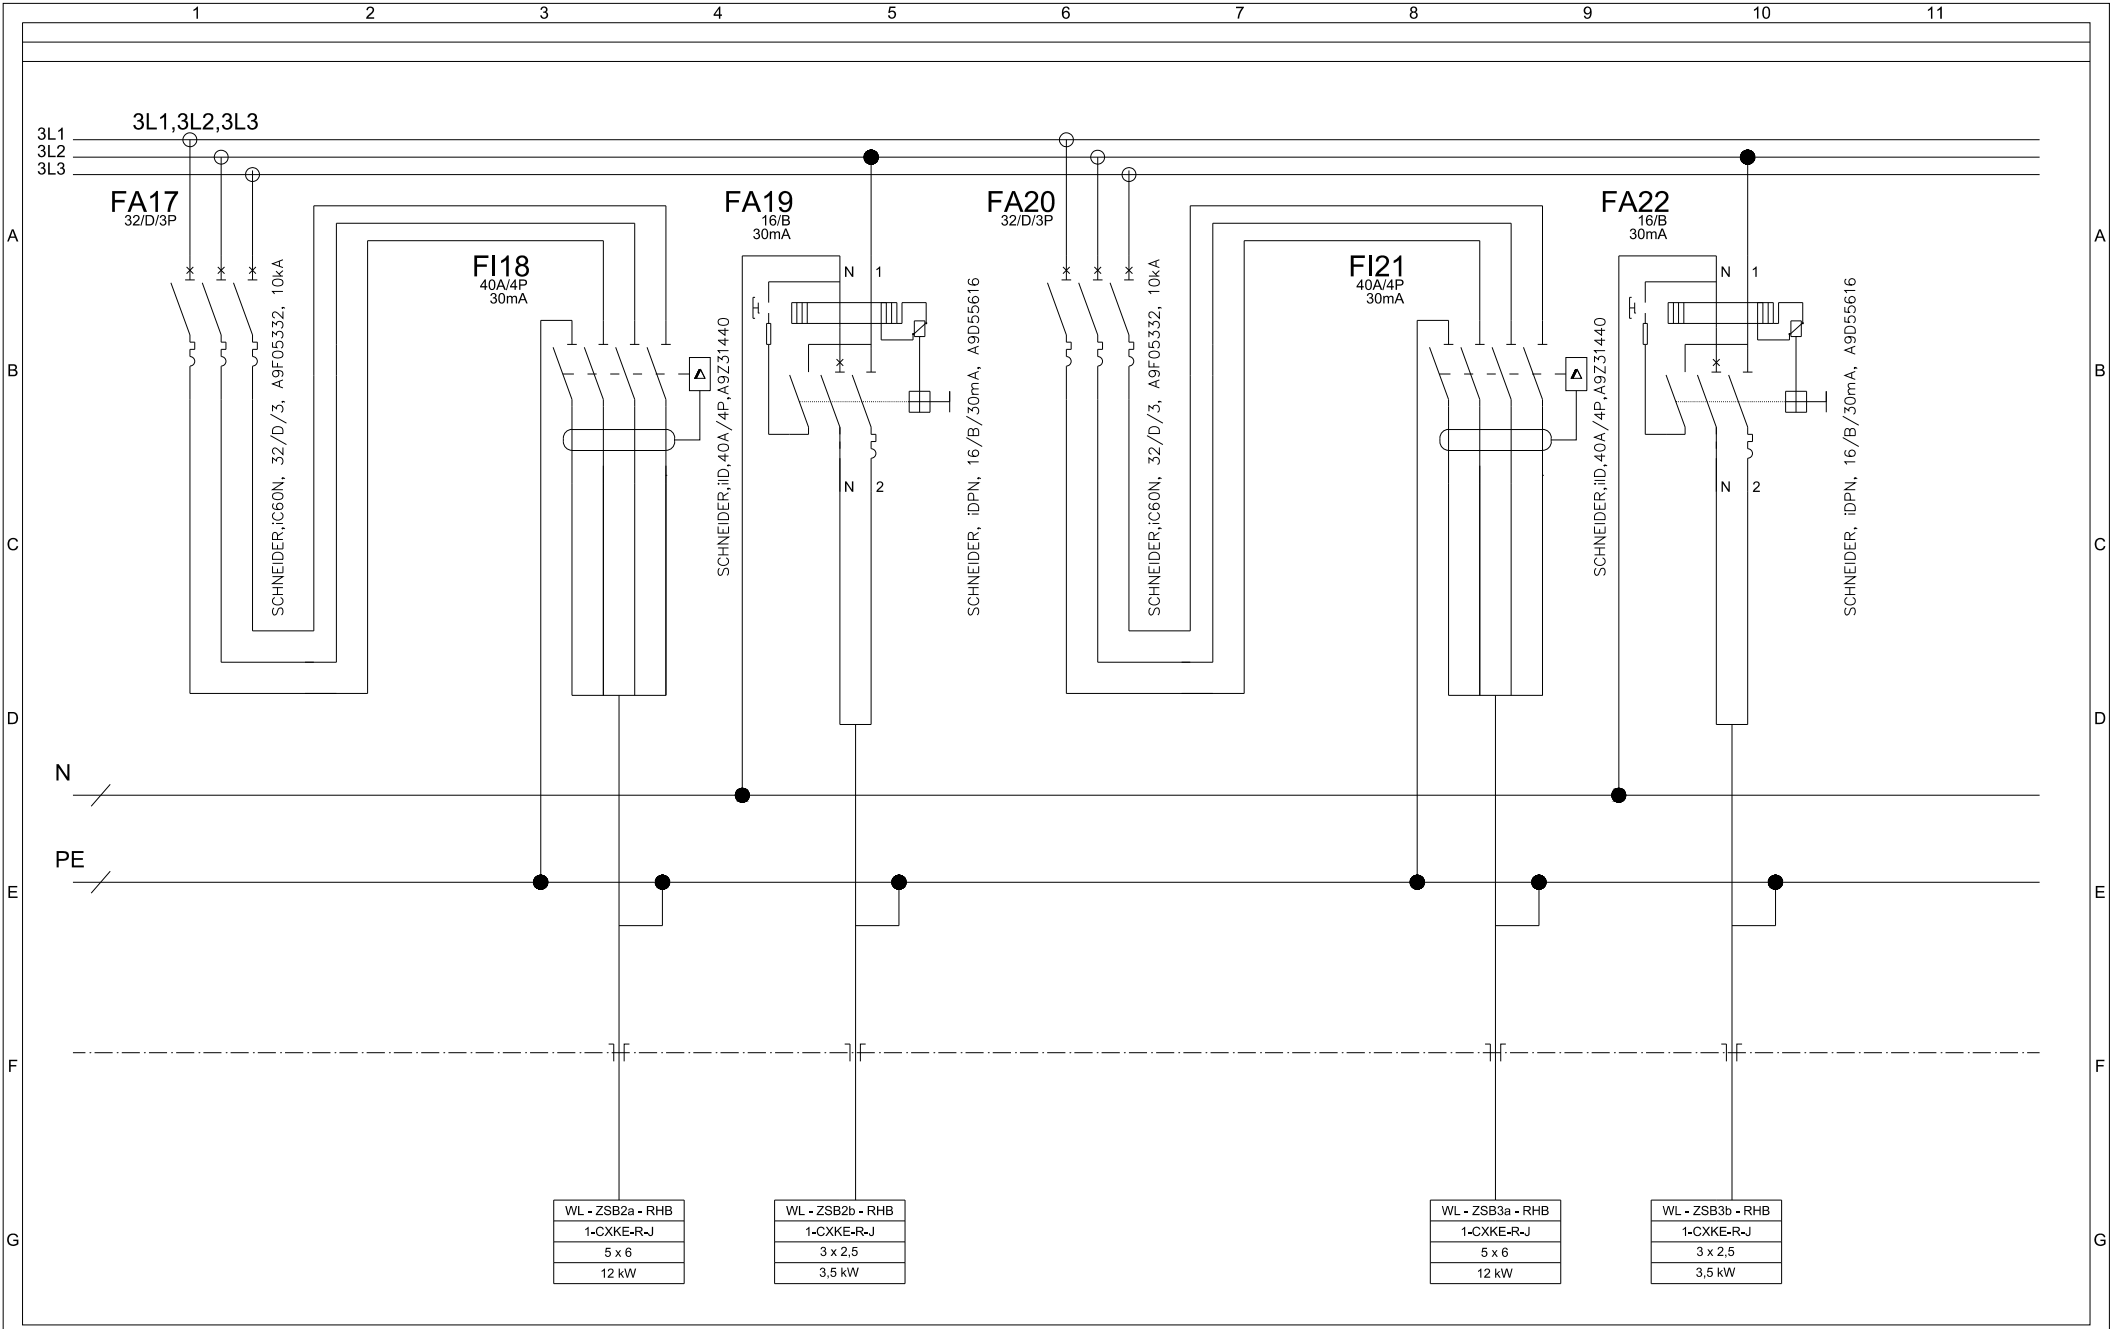 1 2 3 4 5 6 7 8 9 10 11
3L1,3L2,3L3
3L1
3L2
3L3
FA17
32/D/3P
FA19
16/B
30mA
FA20
32/D/3P
FA22
16/B
30mA
A
A
FI18
40A/4P
30mA
FI21
40A/4P
30mA
N 1
N 1
SCHNEIDER,iC60N, 32/D/3, A9F05332, 10kA
SCHNEIDER,iID,40A/4P,A9Z31440
SCHNEIDER, iDPN, 16/B/30mA, A9D55616
SCHNEIDER,iC60N, 32/D/3, A9F05332, 10kA
SCHNEIDER,iID,40A/4P,A9Z31440
SCHNEIDER, iDPN, 16/B/30mA, A9D55616
B
B
N 2
N 2
C
C
D
D
N
PE
E
E
F
F
WL - ZSB2a - RHB
1-CXKE-R-J
5 x 6
12 kW
WL - ZSB2b - RHB
1-CXKE-R-J
3 x 2,5
3,5 kW
WL - ZSB3a - RHB
1-CXKE-R-J
5 x 6
12 kW
WL - ZSB3b - RHB
1-CXKE-R-J
3 x 2,5
3,5 kW
G
G